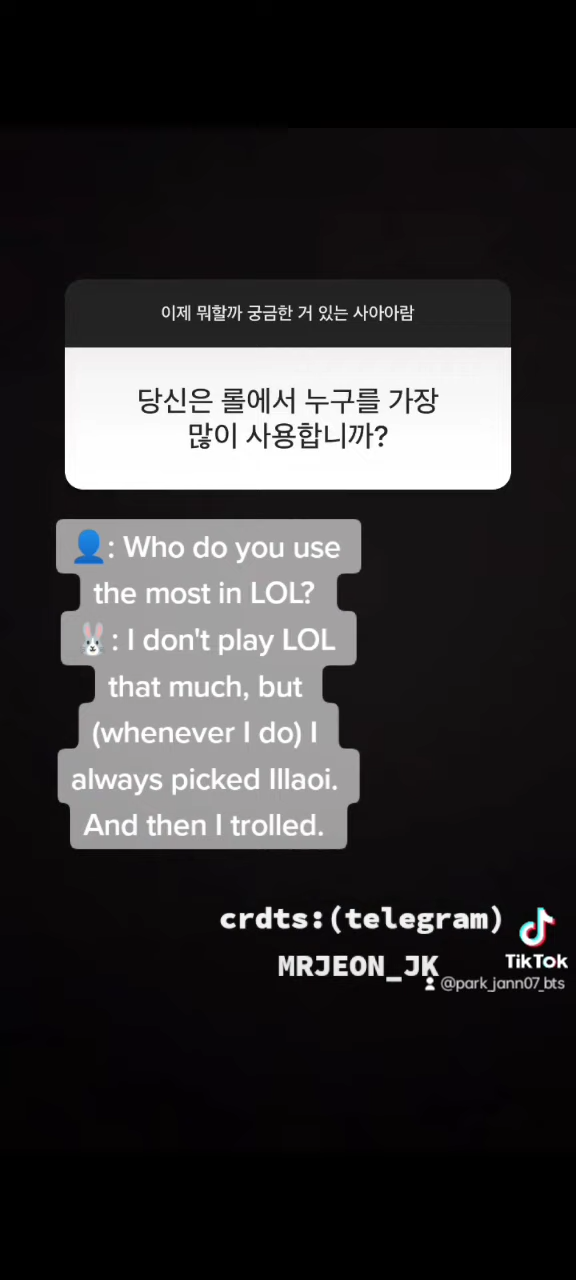 이제 뭐할까 궁금한 거 있는 사아아람
당신은 롤에서 누구를 가장
많이 사용합니까?
👤: Who do you use
the most in LOL?
🐰: I don't play LOL
that much, but
(whenever I do) I
always picked Illaoi.
And then I trolled.
crdts:(telegram)
MRJEON_JK
TikTok
@park_jann07_bts